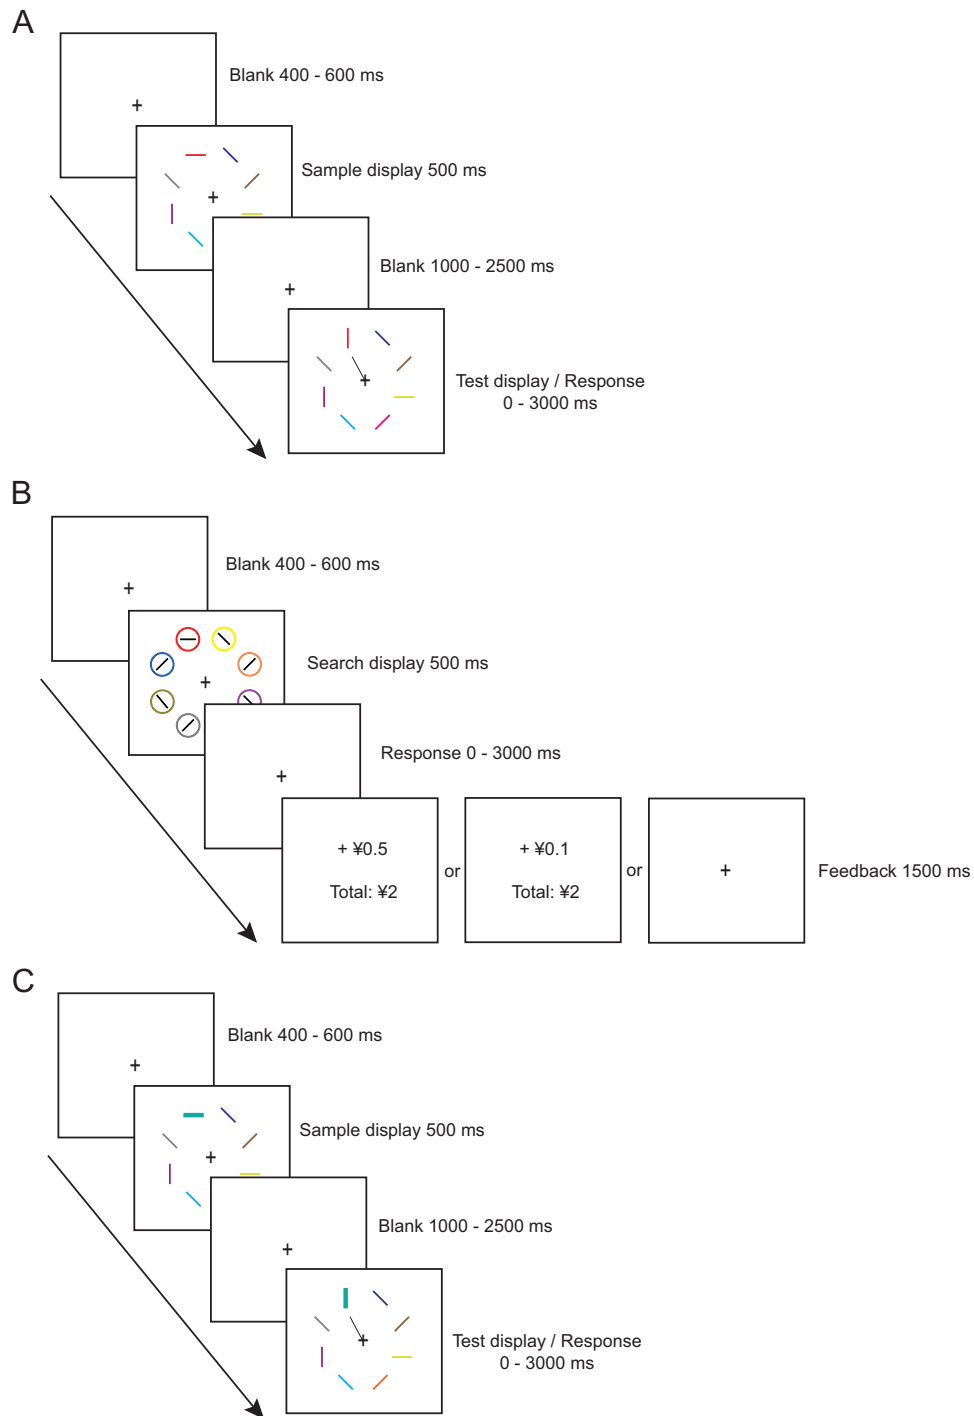 A
Blank 400 - 600 ms
Sample display 500 ms
Blank 1000 - 2500 ms
Test display / Response
0 - 3000 ms
B
Blank 400 - 600 ms
Search display 500 ms
Response 0 - 3000 ms
+ ¥0.5
Total: ¥2
or
+ ¥0.1
Total: ¥2
or
Feedback 1500 ms
C
Blank 400 - 600 ms
Sample display 500 ms
Blank 1000 - 2500 ms
Test display / Response
0 - 3000 ms